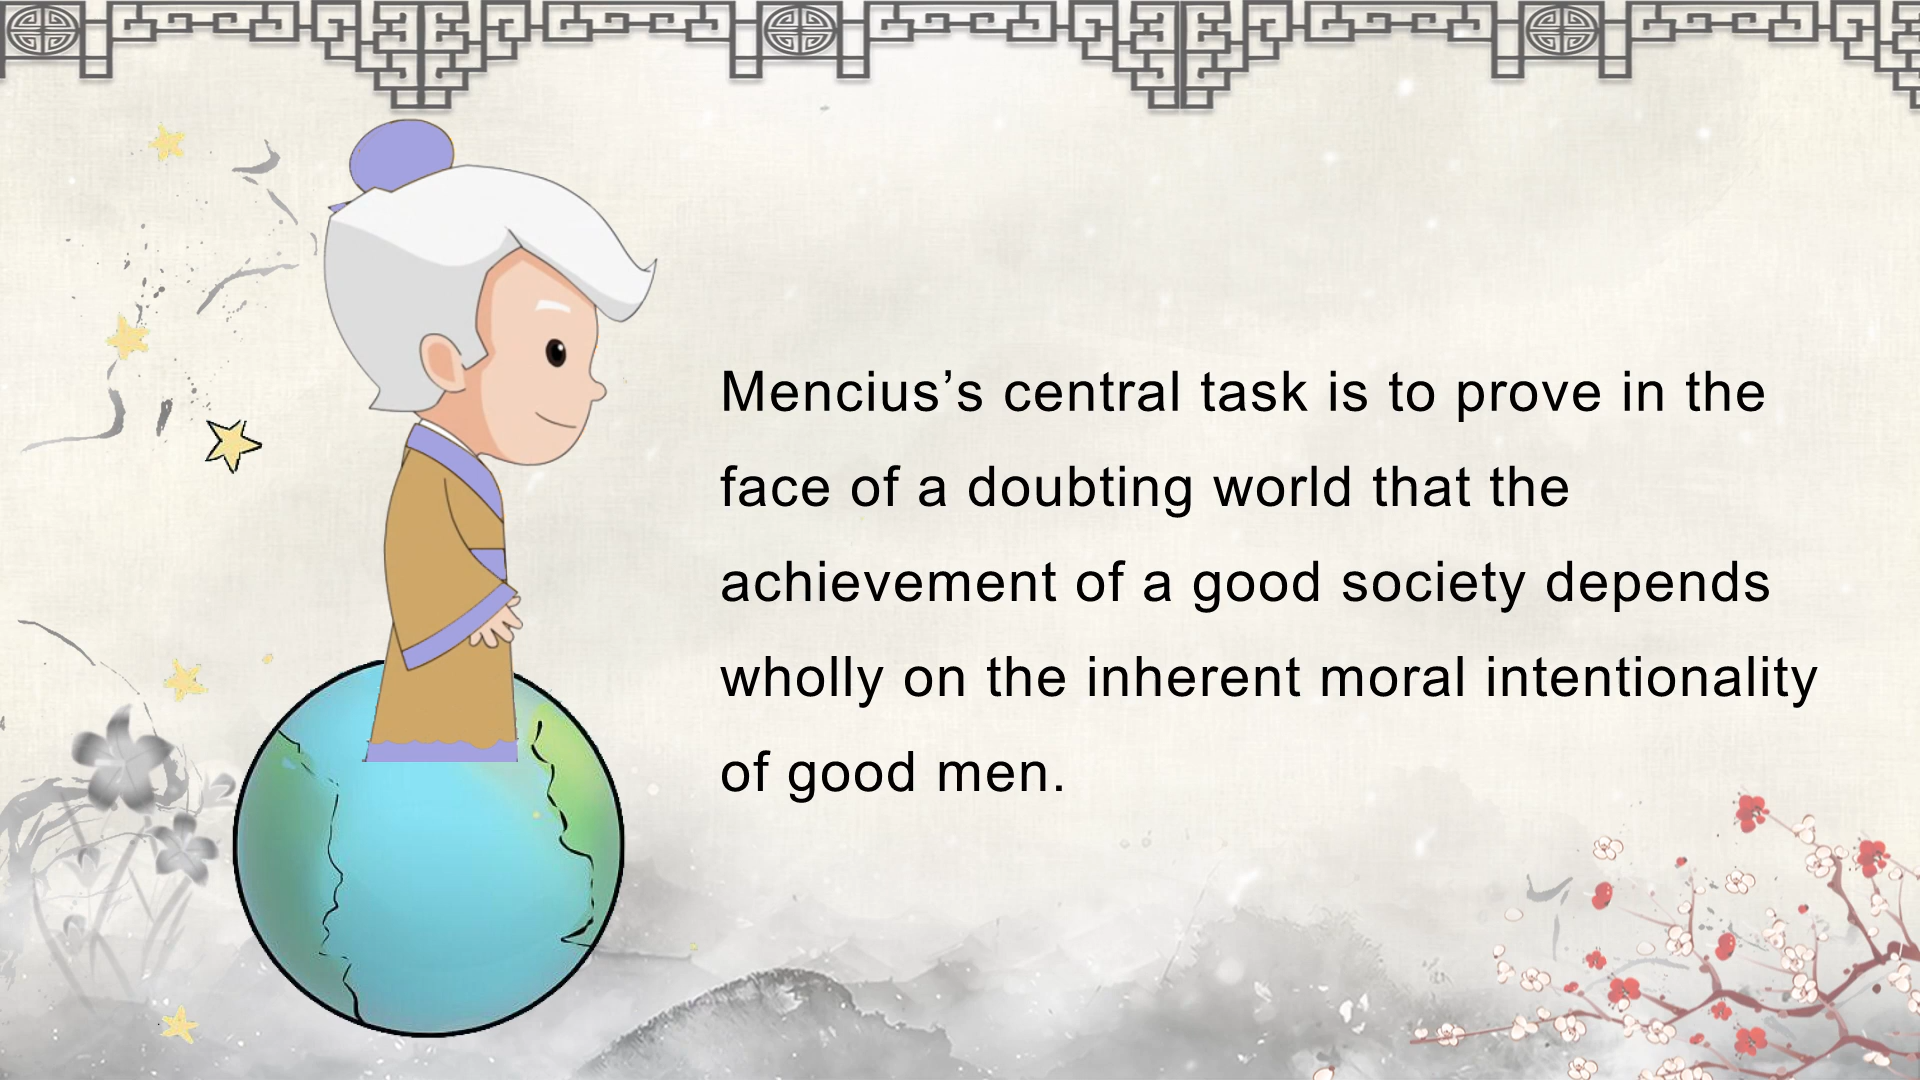 Mencius’s central task is to prove in the
face of a doubting world that the
achievement of a good society depends
wholly on the inherent moral intentionality
of good men.